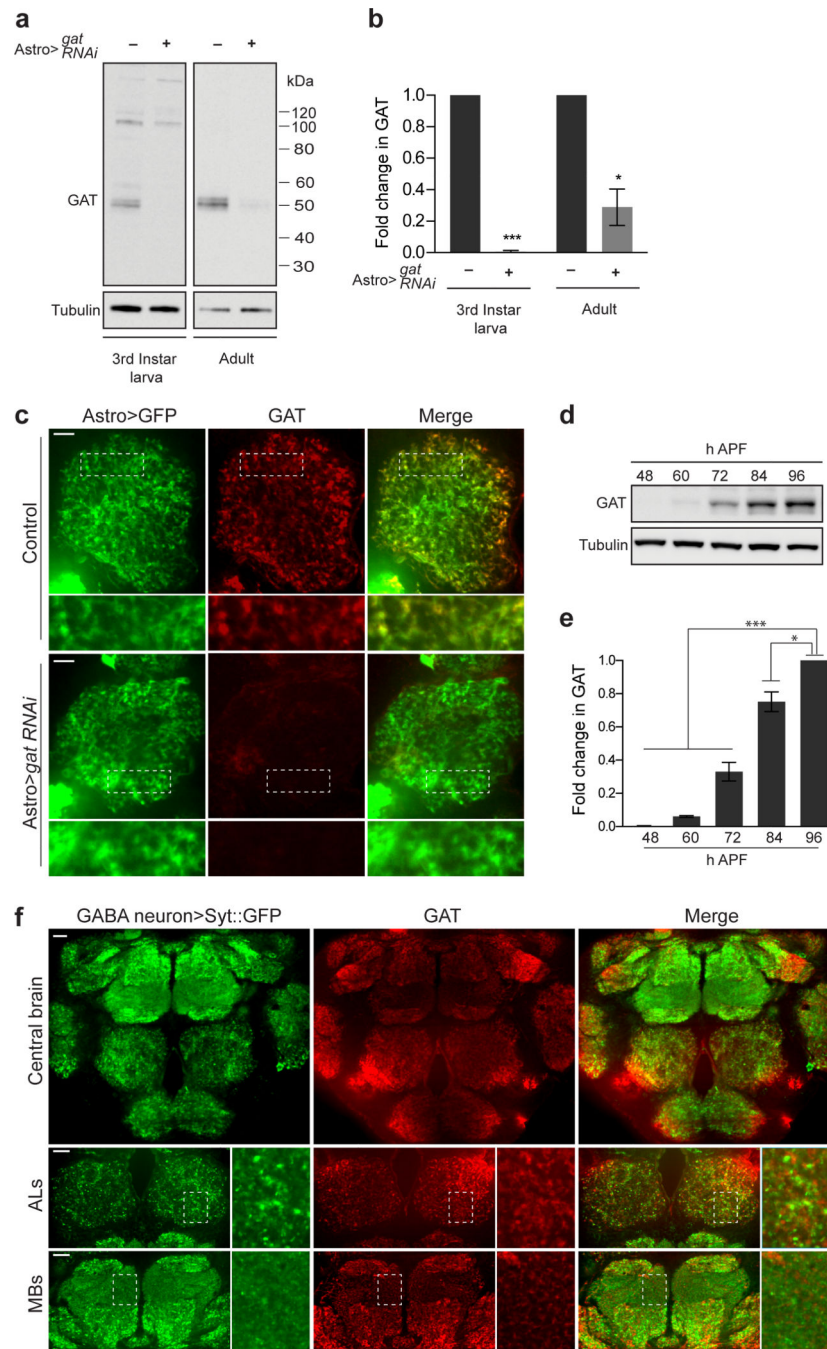 a
Astro> gat RNAi
– + – +
kDa
120
100
80
60
50
40
30
GAT
Tubulin
3rd Instar larva
Adult
b
Fold change in GAT
1.0
0.8
0.6
0.4
0.2
0.0
***
*
Astro> gat RNAi
– + – +
3rd Instar larva
Adult
c
Astro>GFP GAT Merge
Control
Astro>gat RNAi
d
h APF
48 60 72 84 96
GAT
Tubulin
e
***
*
Fold change in GAT
1.0
0.8
0.6
0.4
0.2
0.0
48 60 72 84 96
h APF
f
GABA neuron>Syt::GFP GAT Merge
Central brain
ALs
MBs